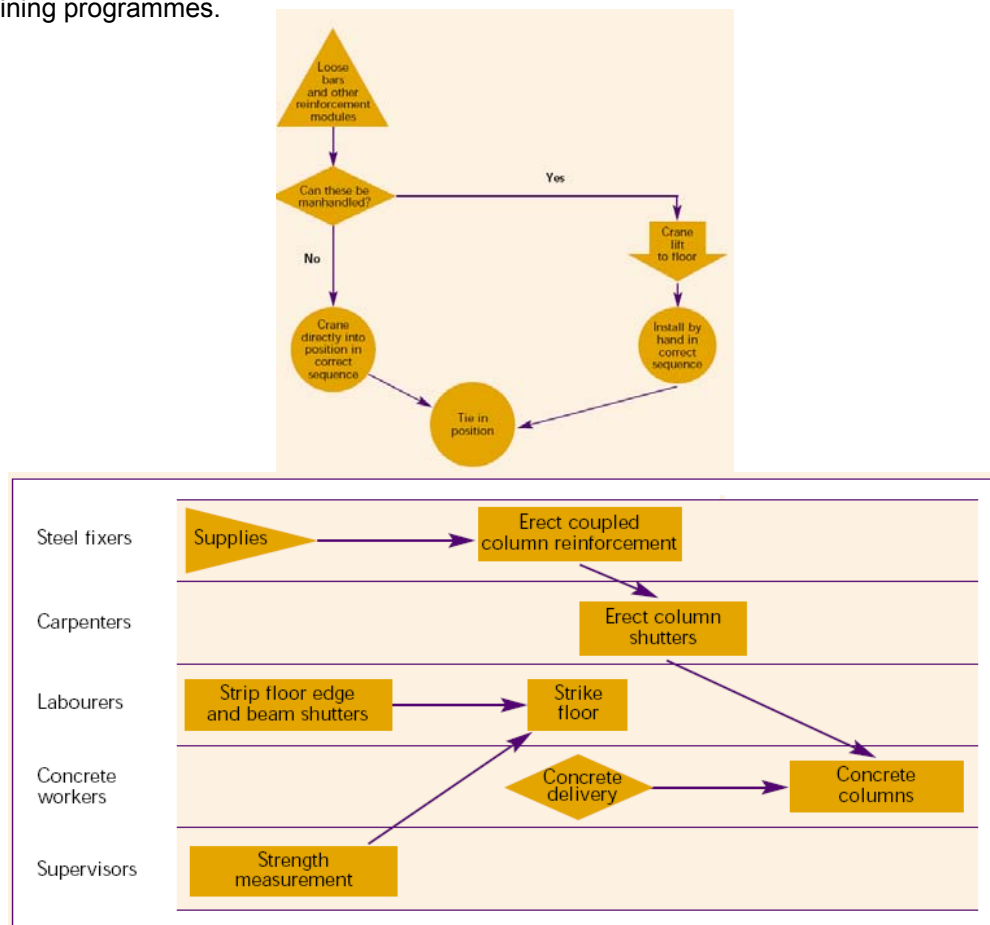 ining programmes.
Loose
bars
and other
reinforcement
modules
Can these be
manhandled?
Yes
No
Crane
lift
to floor
Crane
directly into
position in
correct
sequence
Install by
hand in
correct
sequence
Tie in
position
Steel fixers
Supplies
Erect coupled
column reinforcement
Carpenters
Erect column
shutters
Labourers
Strip floor edge
and beam shutters
Strike
floor
Concrete
workers
Concrete
delivery
Concrete
columns
Supervisors
Strength
measurement